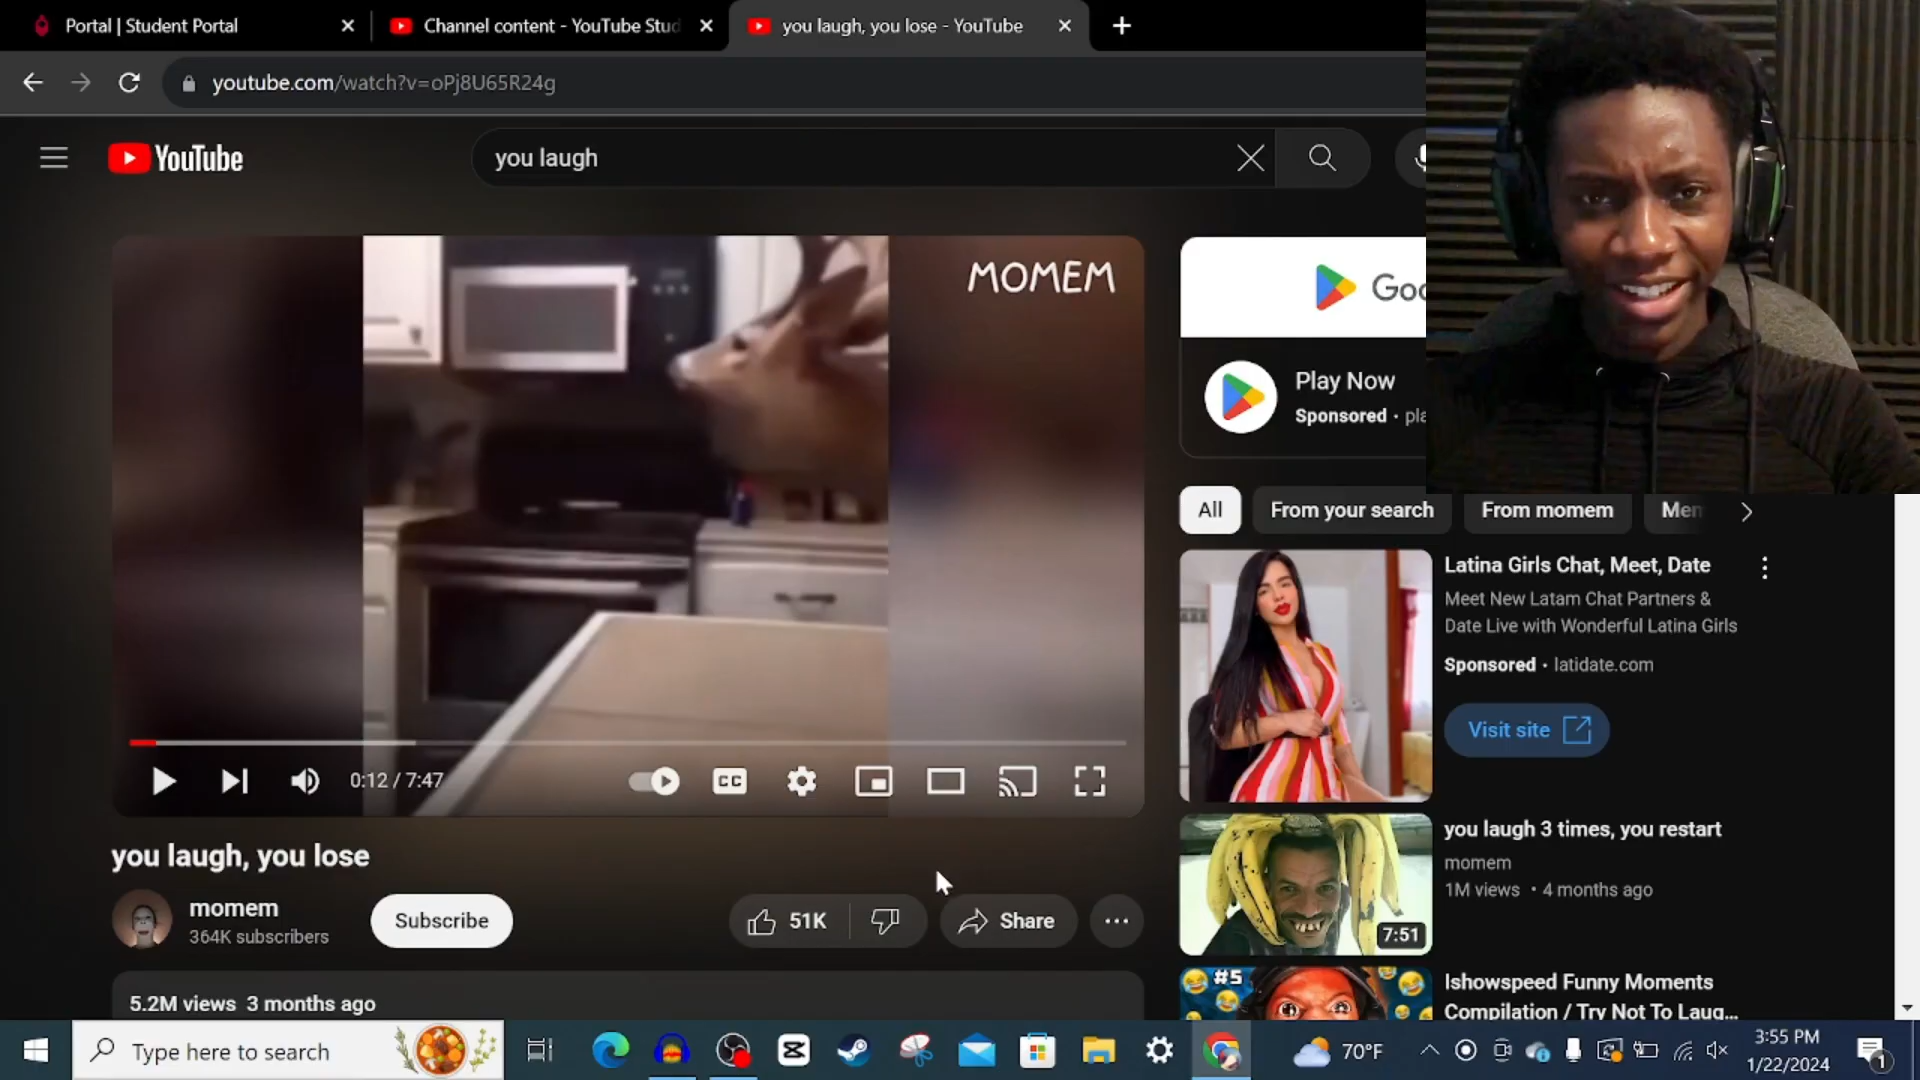 Portal | Student Portal
Channel content - YouTube Stud
you laugh, you lose - YouTube
youtube.com/watch?v=oPj8U65R24g
YouTube
you laugh
MOMEM
Goo
Play Now
Sponsored · pla
All
From your search
From momem
Mem
Latina Girls Chat, Meet, Date
Meet New Latam Chat Partners &
Date Live with Wonderful Latina Girls
Sponsored · latidate.com
Visit site
0:12 / 7:47
CC
you laugh, you lose
momem
364K subscribers
Subscribe
51K
Share
5.2M views 3 months ago
you laugh 3 times, you restart
momem
1M views • 4 months ago
7:51
#5
Ishowspeed Funny Moments
Compilation / Try Not To Laug...
Type here to search
70°F
3:55 PM
1/22/2024
1